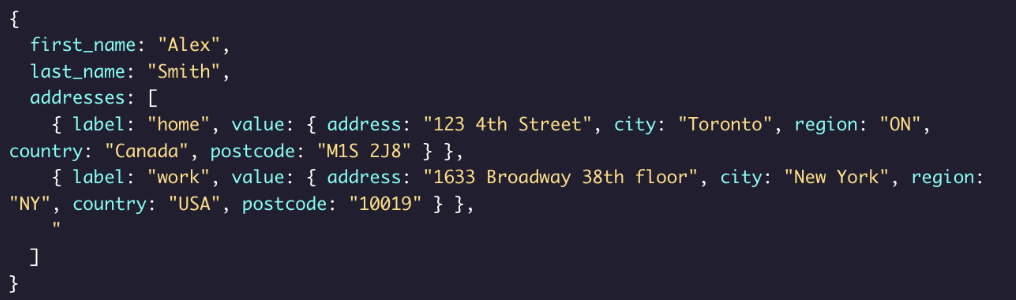 {
  first_name: "Alex",
  last_name: "Smith",
  addresses: [
    { label: "home", value: { address: "123 4th Street", city: "Toronto", region: "ON",
country: "Canada", postcode: "M1S 2J8" } },
    { label: "work", value: { address: "1633 Broadway 38th floor", city: "New York", region:
"NY", country: "USA", postcode: "10019" } },
    "
  ]
}